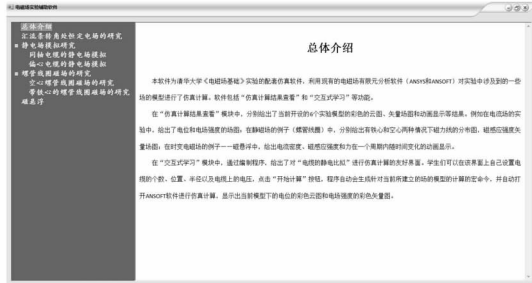 电磁场实验辅助软件
总体介绍
汇流条转角处恒定电场的研究
静电场模拟研究
同轴电缆的静电场模拟
偏心电缆的静电场模拟
螺管线圈磁场的研究
空心螺管线圈磁场的研究
带铁心的螺管线圈磁场的研究
磁悬浮
总体介绍
本软件为清华大学《电磁场基础》实验的配套仿真软件，利用现有的电磁场有限元分析软件（ANSYS和ANSOFT）对实验中涉及到的一些
场的模型进行了仿真计算。软件包括“仿真计算结果查看”和“交互式学习”等功能。
在“仿真计算结果查看”模块中，分别给出了当前开设的6个实验模型的彩色的云图、矢量场图和动画显示等结果。例如在电流场的实
验中，给出了电位和电场强度的场图；在静磁场的例子（螺管线圈）中，分别给出有铁心和空心两种情况下磁力线的分布图，磁感应强度矢
量场图；在时变电磁场的例子——磁悬浮中，给出电流密度、磁感应强度和力在一个周期内随时间变化的动画显示。
在“交互式学习”模块中，通过编制程序，给出了对“电缆的静电比拟”进行仿真计算的友好界面。学生们可以在该界面上自己设置电
缆的个数、位置、半径以及电缆上的电压，点击“开始计算”按钮，程序自动会生成针对当前所建立的场的模型的计算的宏命令，并自动打
开ANSOFT软件进行仿真计算，显示出当前模型下的电位的彩色云图和电场强度的彩色矢量图。